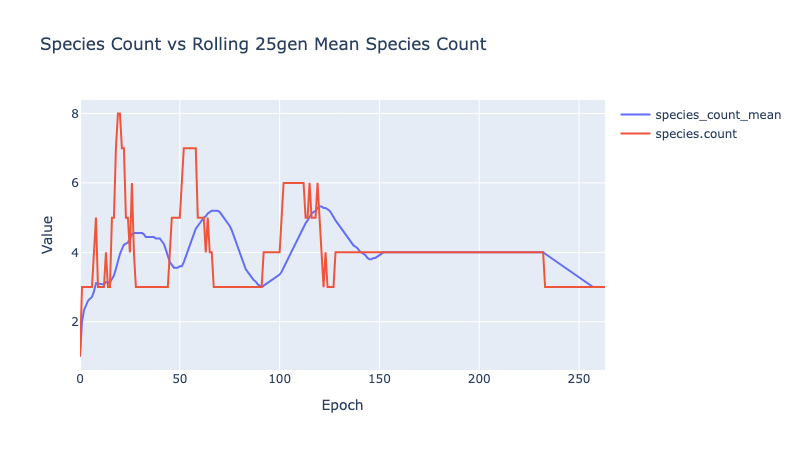 Species Count vs Rolling 25gen Mean Species Count
species_count_mean
species.count
8
6
4
2
Value
0
50
100
150
200
250
Epoch